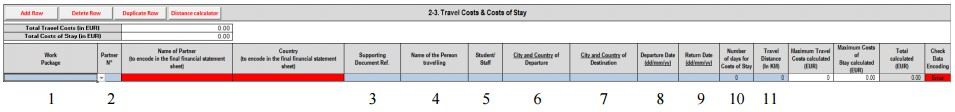 Add Row Delete Row Duplicate Row Distance calculator 2-3. Travel Costs & Costs of Stay
Total Travel Costs (in EUR) 0.00
Total Costs of Stay (in EUR) 0.00
Work Package
Partner N°
Name of Partner
(to encode in the final financial statement sheet)
Country
(to encode in the final financial statement sheet)
Supporting Document Ref.
Name of the Person travelling
Student/ Staff
City and Country of Departure
City and Country of Destination
Departure Date (dd/mm/yy)
Return Date (dd/mm/yy)
Number of days for Costs of Stay
Travel Distance (In KM)
Maximum Travel Costs calculated (EUR)
Maximum Costs of Stay calculated (EUR)
Total calculated (EUR)
Check Data Encoding
0 0 0 0.00 0.00 Error
1 2 3 4 5 6 7 8 9 10 11